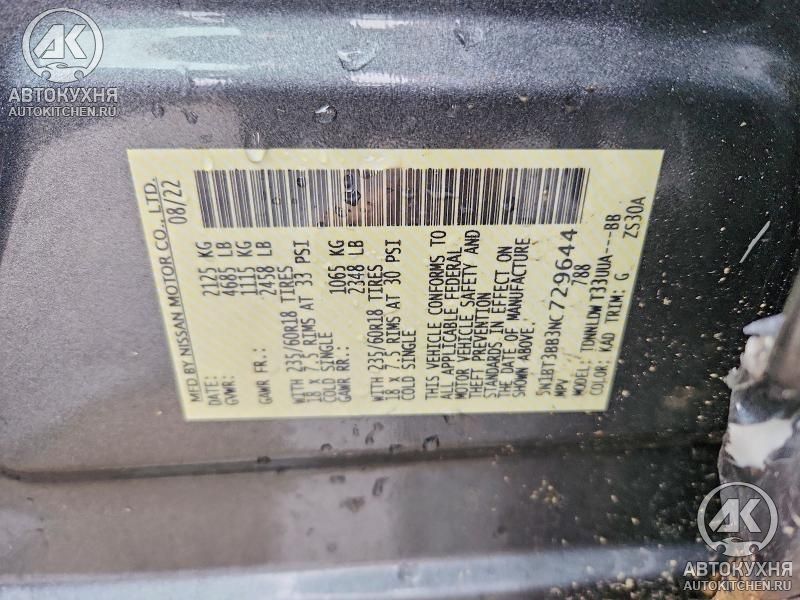 AK
АВТОКУХНЯ
AUTOKITCHEN.RU
MFD BY NISSAN MOTOR CO., LTD.
DATE: 08/22
GVWR: 2125 KG
4685 LB
GAWR FR.: 1115 KG
2458 LB
WITH 235/60R18 TIRES
18 x 7.5 RIMS AT 33 PSI
COLD SINGLE
GAWR RR.: 1065 KG
2348 LB
WITH 235/60R18 TIRES
18 x 7.5 RIMS AT 30 PSI
COLD SINGLE
THIS VEHICLE CONFORMS TO
ALL APPLICABLE FEDERAL
MOTOR VEHICLE SAFETY AND
THEFT PREVENTION
STANDARDS IN EFFECT ON
THE DATE OF MANUFACTURE
SHOWN ABOVE.
5N1BT3BB3NC729644
MPV 788
MODEL: TDNNLDW T33UUA---BB
COLOR: KAD TRIM: G ZS30A
AK
АВТОКУХНЯ
AUTOKITCHEN.RU